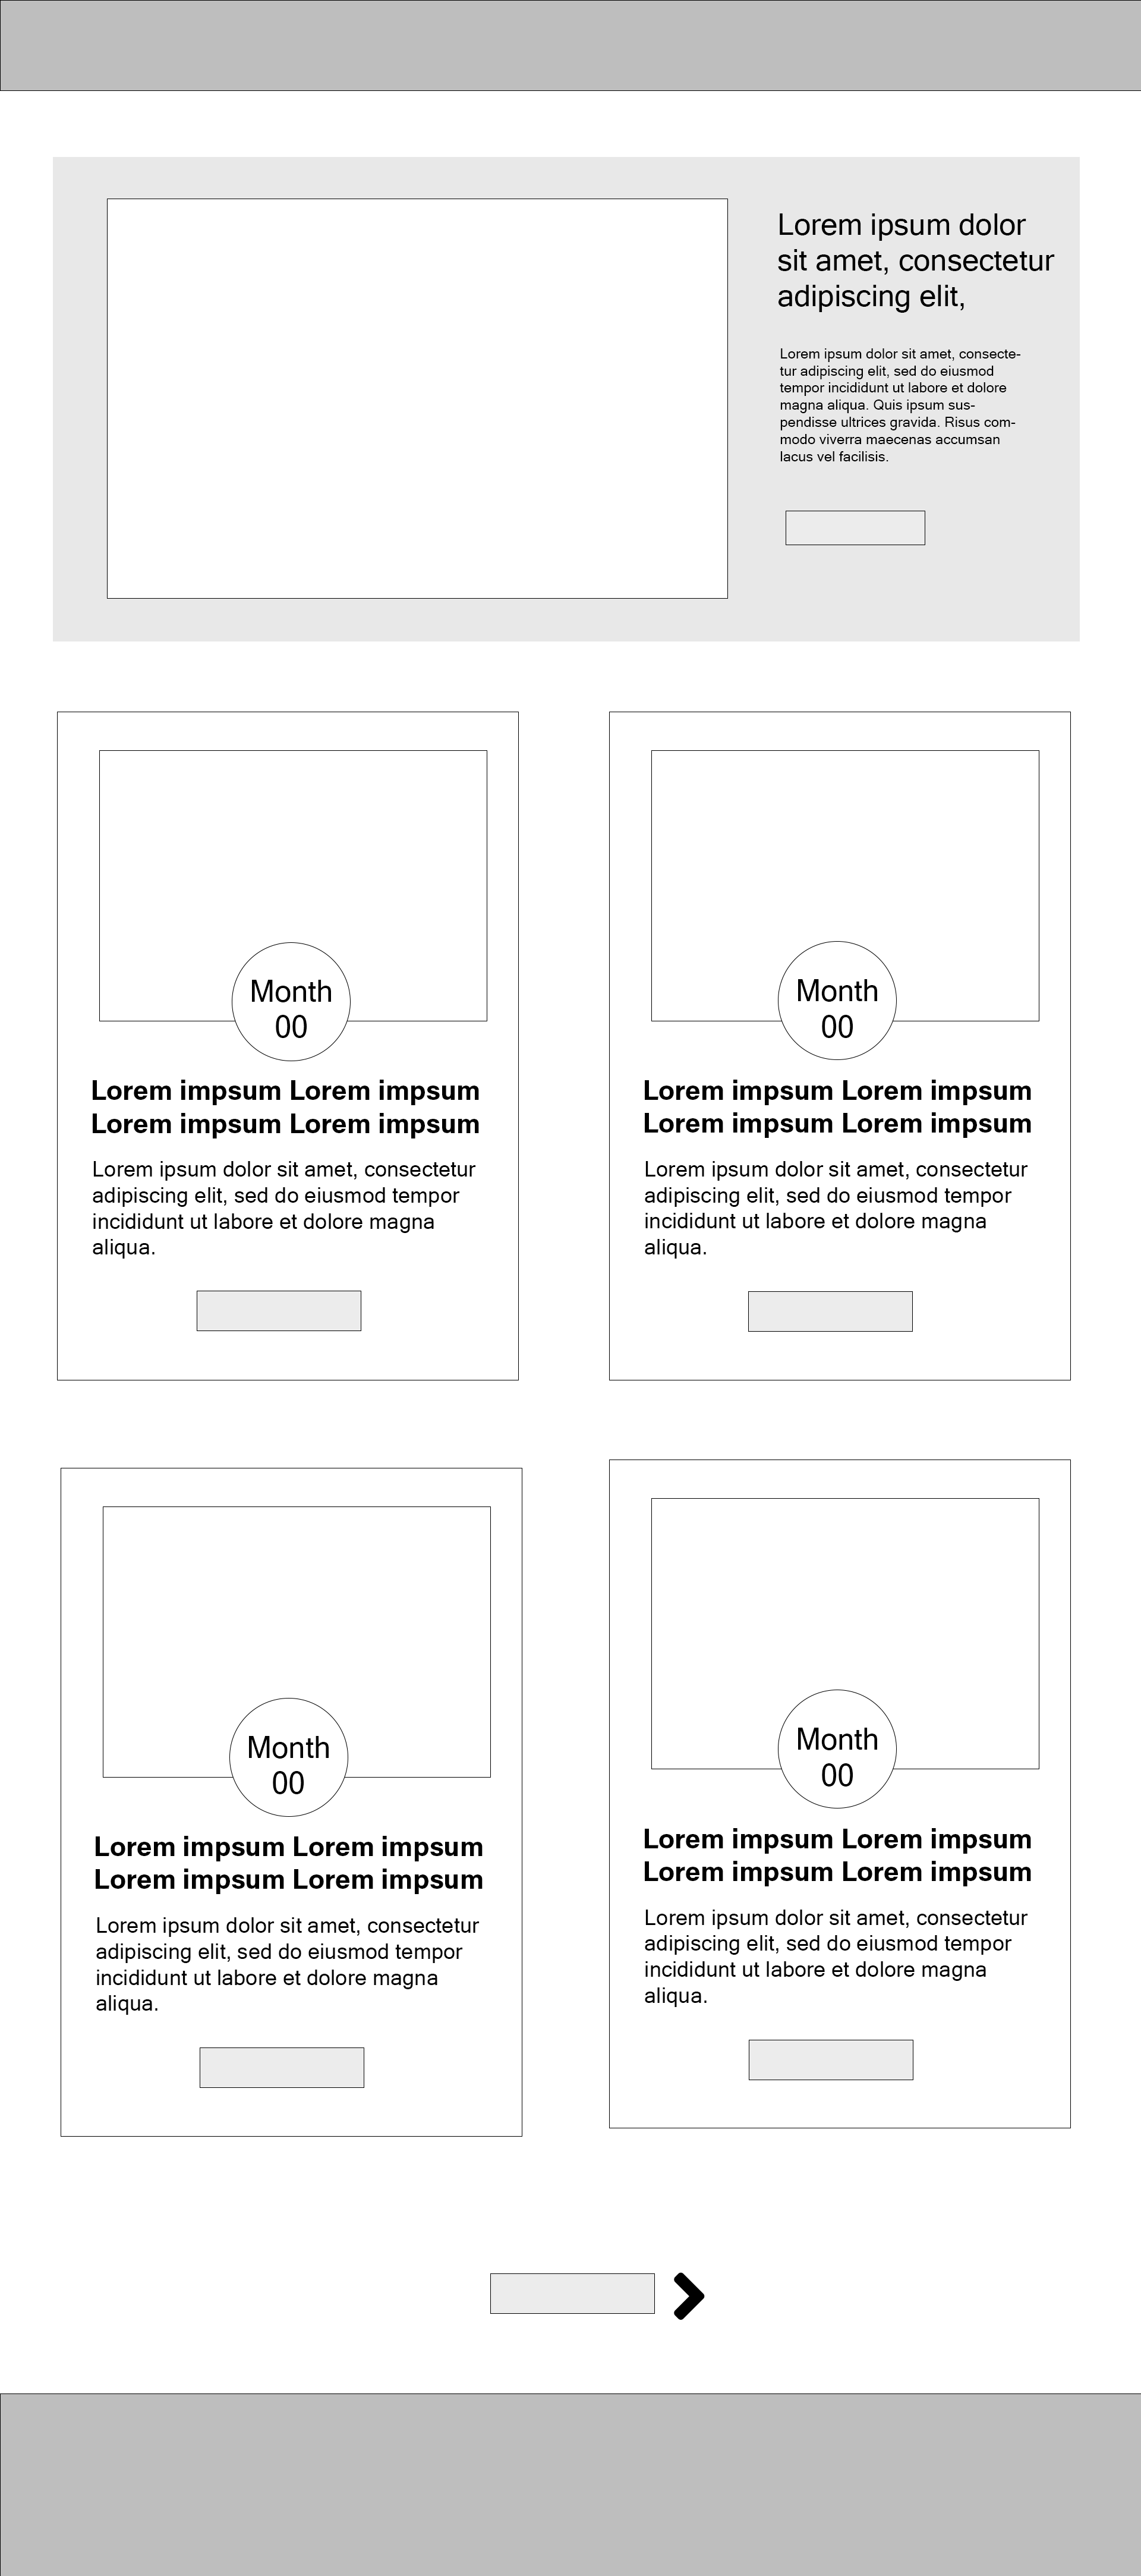 Lorem ipsum dolor
sit amet, consectetur
adipiscing elit,
Lorem ipsum dolor sit amet, consecte-
tur adipiscing elit, sed do eiusmod
tempor incididunt ut labore et dolore
magna aliqua. Quis ipsum sus-
pendisse ultrices gravida. Risus com-
modo viverra maecenas accumsan
lacus vel facilisis.
Month
00
Lorem impsum Lorem impsum
Lorem impsum Lorem impsum
Lorem ipsum dolor sit amet, consectetur
adipiscing elit, sed do eiusmod tempor
incididunt ut labore et dolore magna
aliqua.
Month
00
Lorem impsum Lorem impsum
Lorem impsum Lorem impsum
Lorem ipsum dolor sit amet, consectetur
adipiscing elit, sed do eiusmod tempor
incididunt ut labore et dolore magna
aliqua.
Month
00
Lorem impsum Lorem impsum
Lorem impsum Lorem impsum
Lorem ipsum dolor sit amet, consectetur
adipiscing elit, sed do eiusmod tempor
incididunt ut labore et dolore magna
aliqua.
Month
00
Lorem impsum Lorem impsum
Lorem impsum Lorem impsum
Lorem ipsum dolor sit amet, consectetur
adipiscing elit, sed do eiusmod tempor
incididunt ut labore et dolore magna
aliqua.